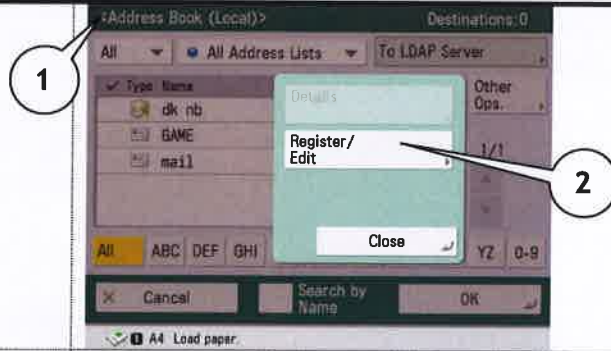 <Address Book (Local)>
Destinations:0
All
All Address Lists
To LDAP Server
1
Type Name
Details
Other
Ops.
dk nb
GAME
Register/
Edit
1/1
mail
2
Close
All ABC DEF GHI
YZ 0-9
Cancel
Search by
Name
OK
A4 Load paper.